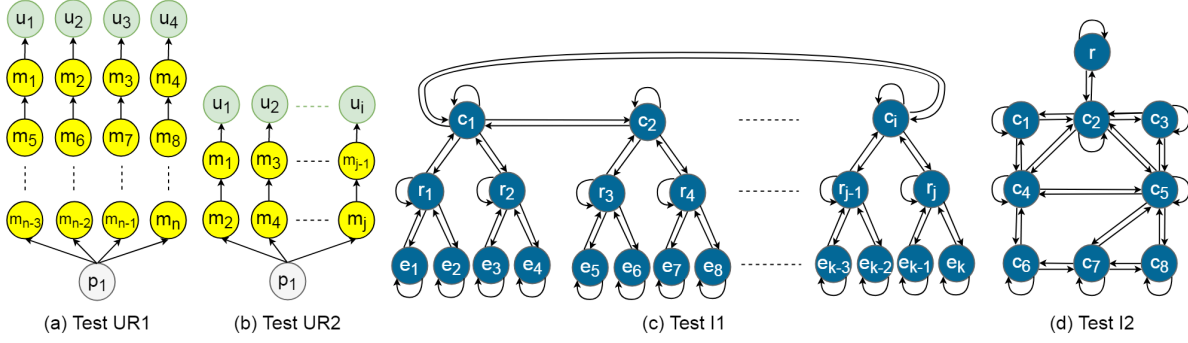 u1 u2 u3 u4
m1 m2 m3 m4
m5 m6 m7 m8
mn-3 mn-2 mn-1 mn
p1
(a) Test UR1
u1 u2 ui
m1 m3 mj-1
m2 m4 mj
p1
(b) Test UR2
c1 c2 ci
r1 r2 r3 r4 rj-1 rj
e1 e2 e3 e4 e5 e6 e7 e8 ek-3 ek-2 ek-1 ek
(c) Test I1
r
c1 c2 c3
c4 c5
c6 c7 c8
(d) Test I2